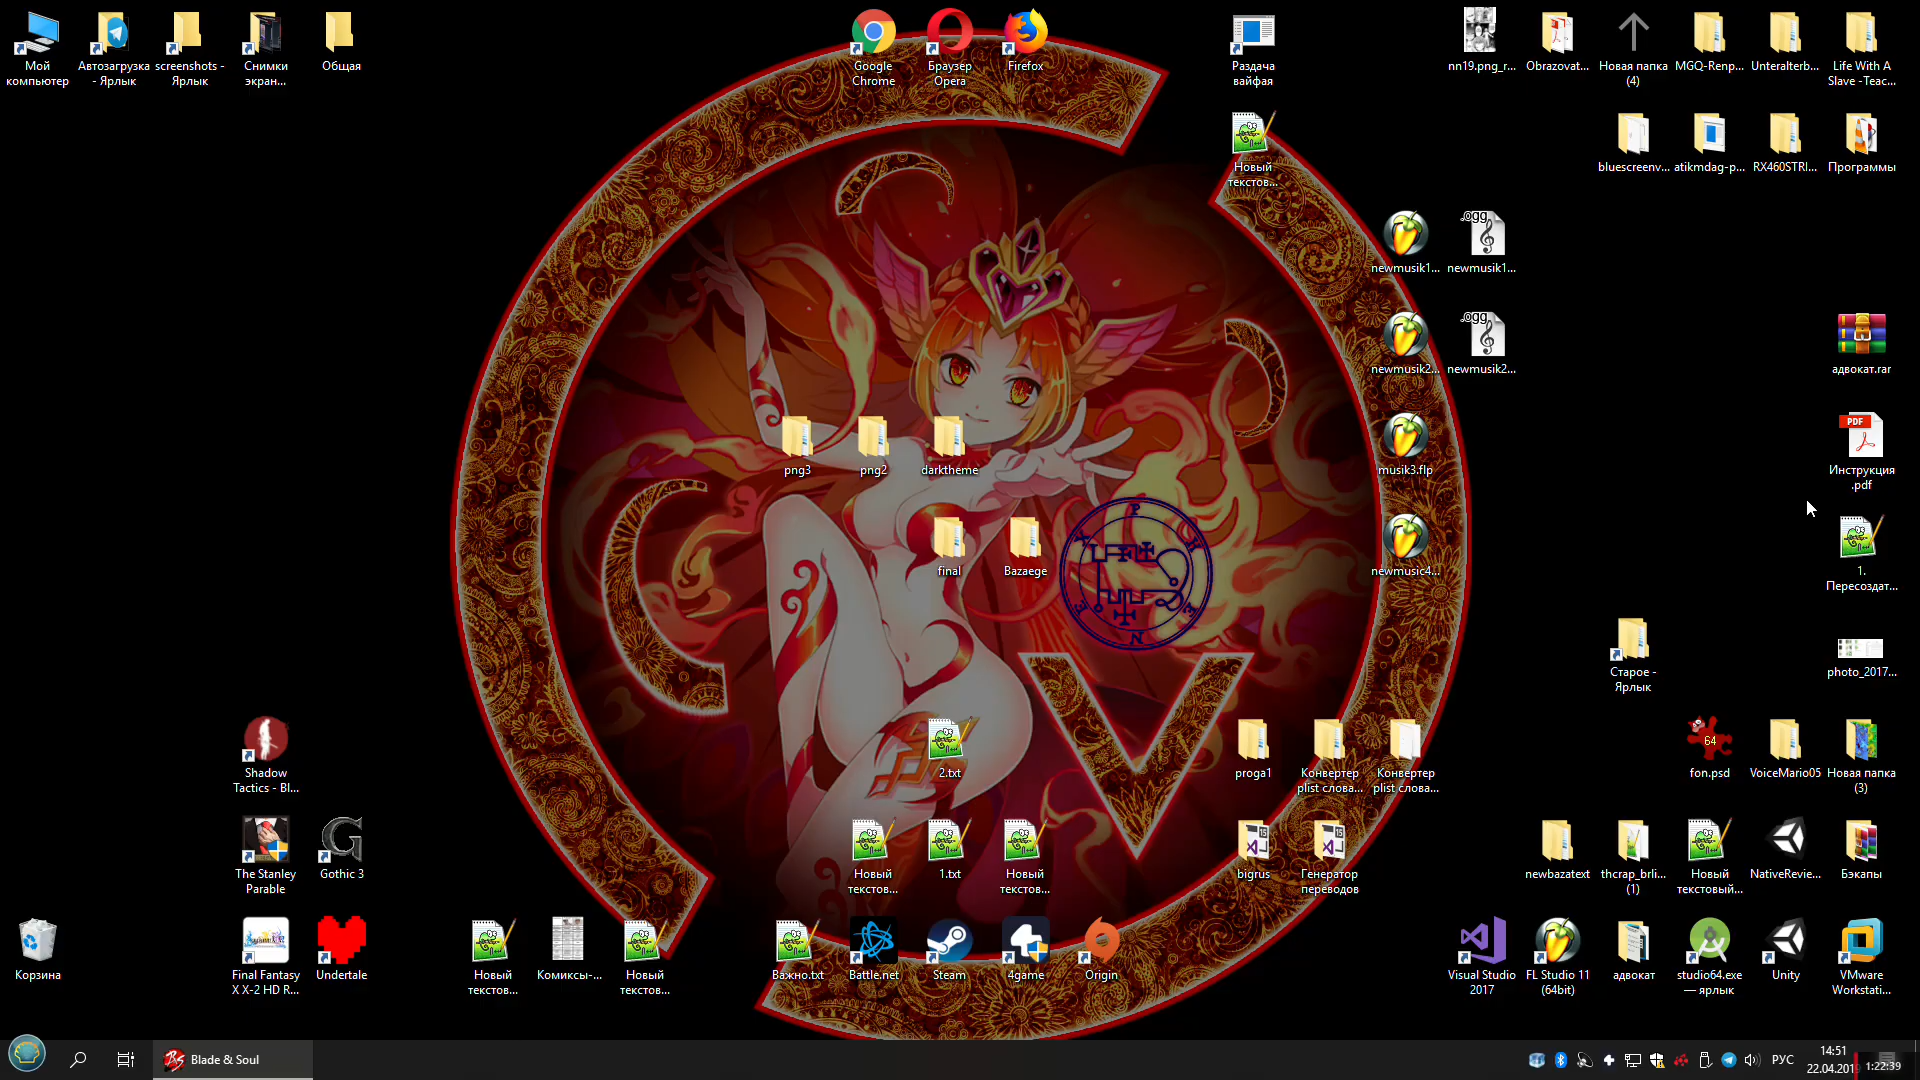 Мой
компьютер
Автозагрузка
- Ярлык
screenshots -
Ярлык
Снимки
экран...
Общая
Google
Chrome
Браузер
Opera
Firefox
Раздача
вайфая
nn19.png_r...
Obrazovat...
Новая папка
(4)
MGQ-Renp...
Unteralterb...
Life With A
Slave -Teac...
Новый
текстов...
bluescreenv...
atikmdag-p...
RX460STRI...
Программы
newmusik1...
.ogg
newmusik1...
newmusik2...
.ogg
newmusik2...
адвокат.rar
png3
png2
darktheme
musik3.flp
PDF
Инструкция
.pdf
final
Bazaege
newmusic4...
1.
Пересоздат...
Старое -
Ярлык
photo_2017...
Shadow
Tactics - Bl...
2.txt
proga1
Конвертер
plist слова...
Конвертер
plist слова...
64
fon.psd
VoiceMario05
Новая папка
(3)
The Stanley
Parable
Gothic 3
Новый
текстов...
1.txt
Новый
текстов...
bigrus
Генератор
переводов
newbazatext
thcrap_brli...
(1)
Новый
текстовый...
NativeRevie...
Бэкапы
Корзина
Final Fantasy
X X-2 HD R...
Undertale
Новый
текстов...
Комиксы-...
Новый
текстов...
Важно.txt
Battle.net
Steam
4game
Origin
Visual Studio
2017
FL Studio 11
(64bit)
адвокат
studio64.exe
— ярлык
Unity
VMware
Workstati...
Blade & Soul
РУС
14:51
22.04.201
1:22:39